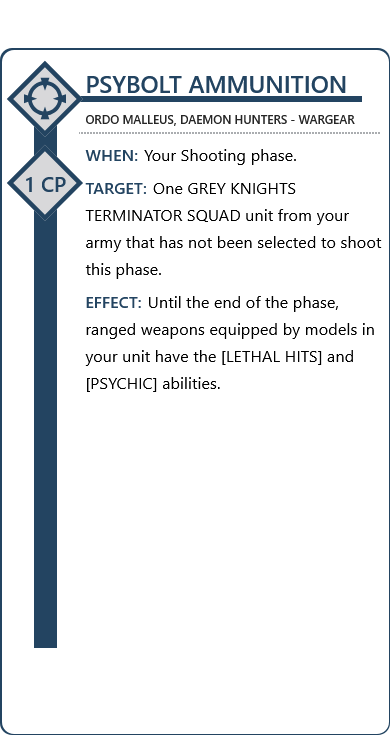 PSYBOLT AMMUNITION
ORDO MALLEUS, DAEMON HUNTERS - WARGEAR
1 CP
WHEN: Your Shooting phase.
TARGET: One GREY KNIGHTS
TERMINATOR SQUAD unit from your
army that has not been selected to shoot
this phase.
EFFECT: Until the end of the phase,
ranged weapons equipped by models in
your unit have the [LETHAL HITS] and
[PSYCHIC] abilities.